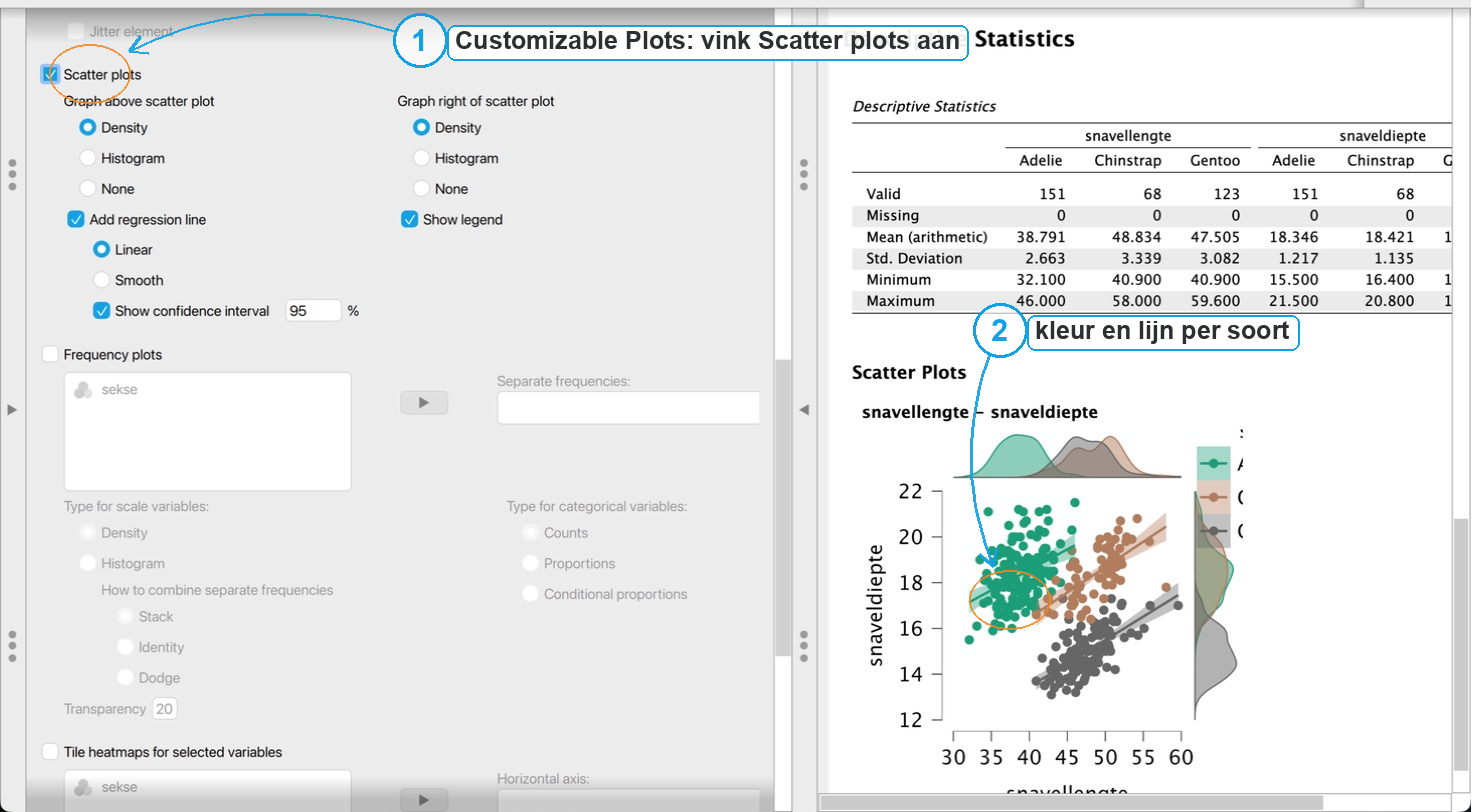 Jitter element
1 Customizable Plots: vink Scatter plots aan
Scatter plots
Graph above scatter plot
Graph right of scatter plot
Density
Density
Histogram
Histogram
None
None
Add regression line
Show legend
Linear
Smooth
Show confidence interval 95 %
Frequency plots
sekse
Separate frequencies:
Type for scale variables:
Type for categorical variables:
Density
Counts
Histogram
Proportions
How to combine separate frequencies
Conditional proportions
Stack
Identity
Dodge
Transparency 20
Tile heatmaps for selected variables
sekse
Horizontal axis:
Statistics
Descriptive Statistics
snavellengte snaveldiepte
Adelie Chinstrap Gentoo Adelie Chinstrap G
Valid 151 68 123 151 68
Missing 0 0 0 0 0
Mean (arithmetic) 38.791 48.834 47.505 18.346 18.421 1
Std. Deviation 2.663 3.339 3.082 1.217 1.135
Minimum 32.100 40.900 40.900 15.500 16.400 1
Maximum 46.000 58.000 59.600 21.500 20.800 1
2 kleur en lijn per soort
Scatter Plots
snavellengte – snaveldiepte
22
20
18
16
14
12
snaveldiepte
30 35 40 45 50 55 60
snavellengte